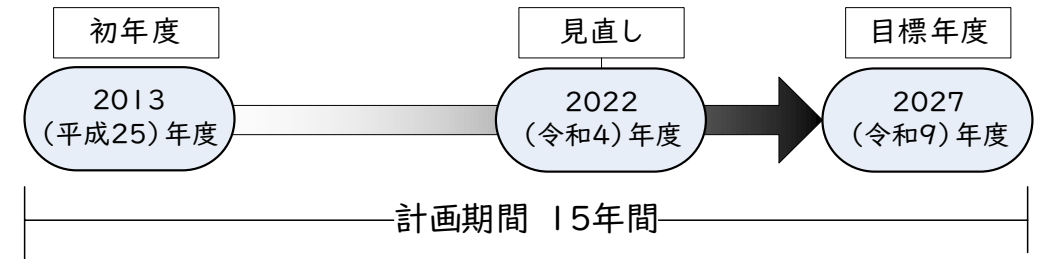 初年度
見直し
目標年度
2013
(平成25)年度
2022
(令和4)年度
2027
(令和9)年度
計画期間 15年間